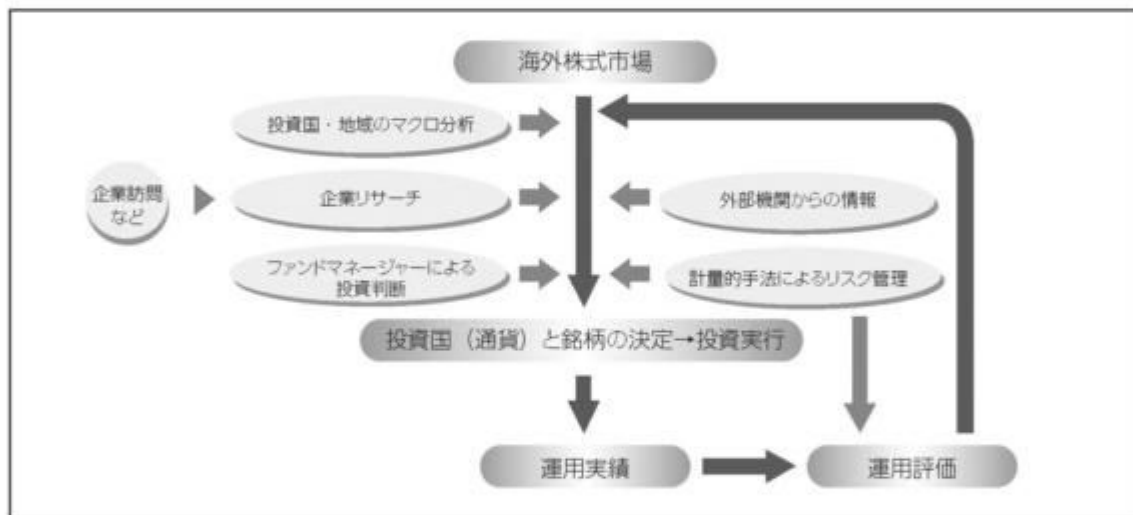 海外株式市場
投資国・地域のマクロ分析
企業訪問
など
企業リサーチ
外部機関からの情報
ファンドマネージャーによる
投資判断
計量的手法によるリスク管理
投資国（通貨）と銘柄の決定→投資実行
運用実績
運用評価